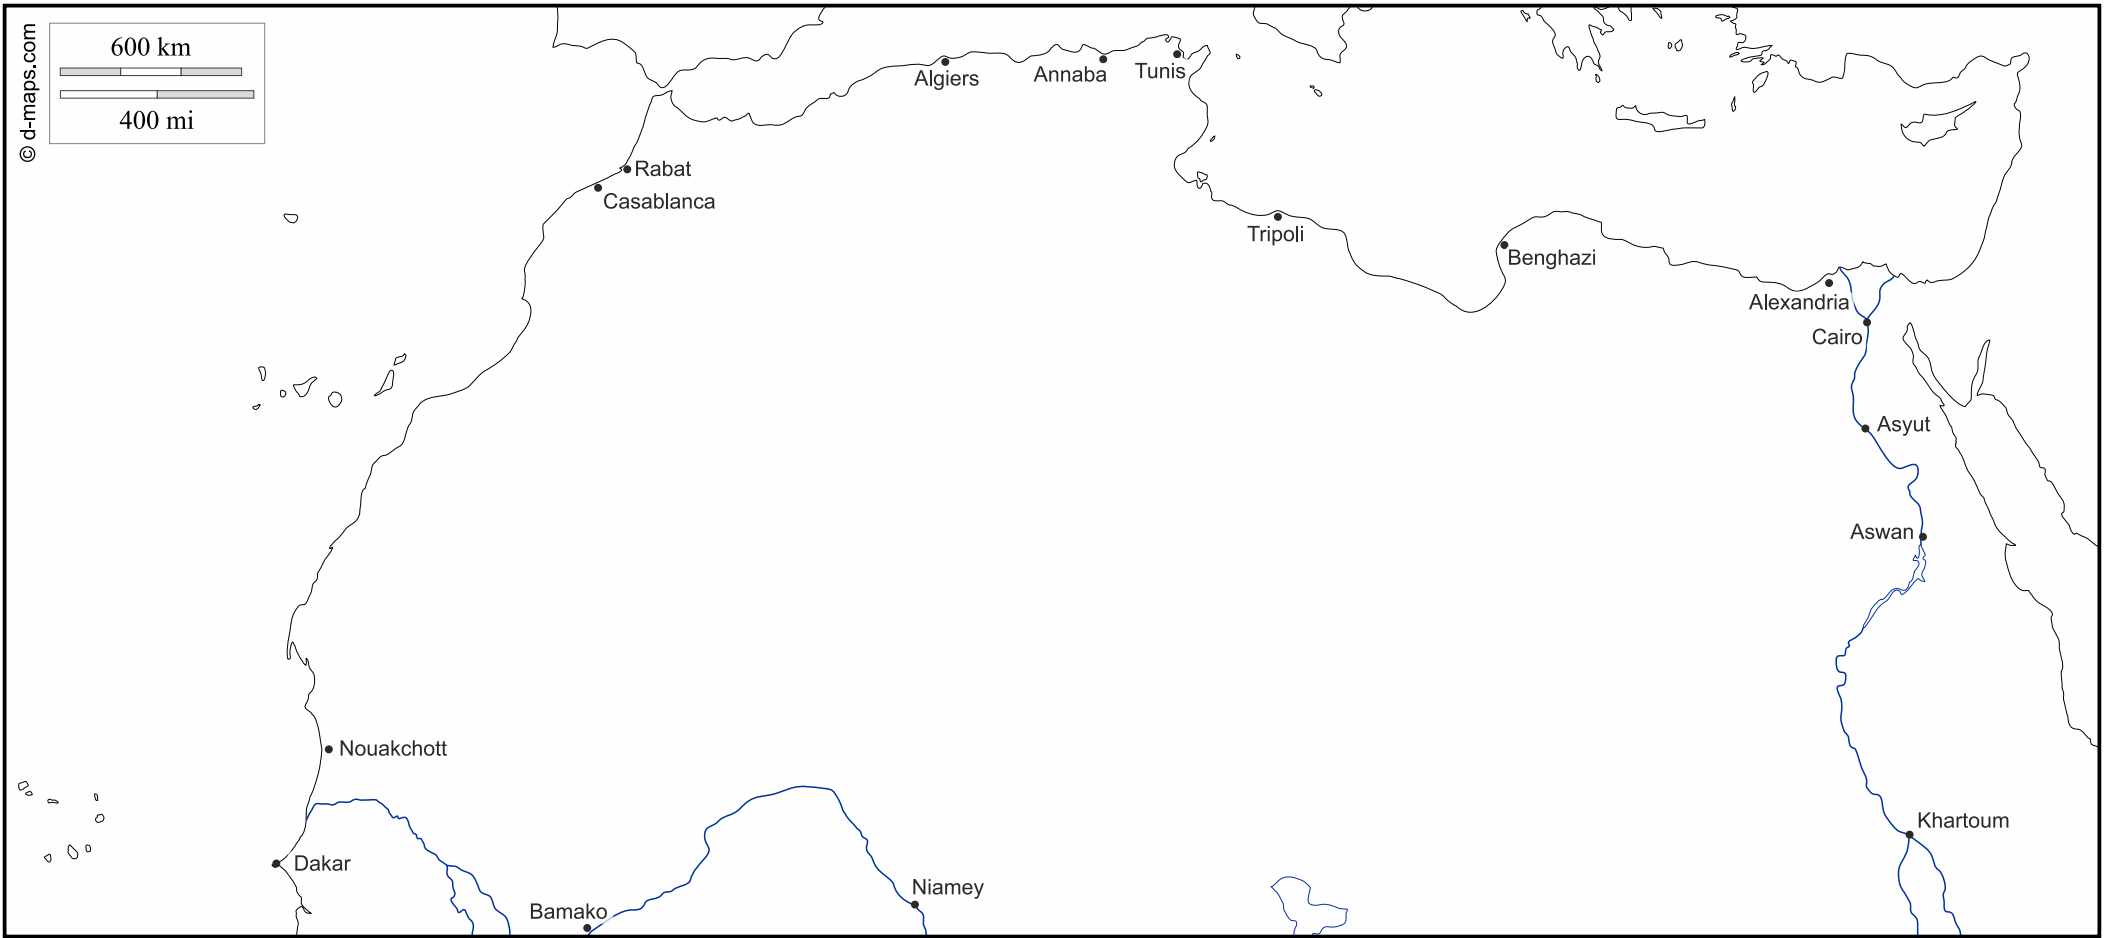 © d-maps.com
600 km
400 mi
Algiers
Annaba
Tunis
Rabat
Casablanca
Tripoli
Benghazi
Alexandria
Cairo
Asyut
Aswan
Nouakchott
Khartoum
Dakar
Niamey
Bamako